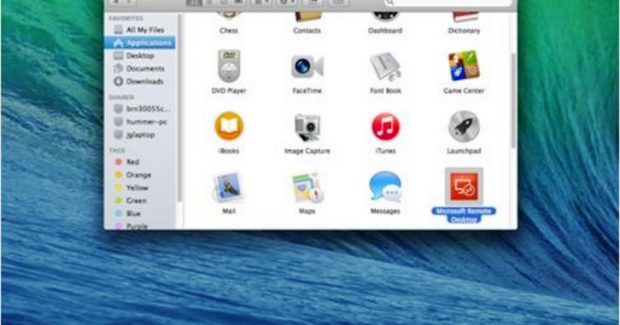 FAVORITES
All My Files
Applications
Desktop
Documents
Downloads
SHARED
brn30055c...
hummer-pc
jglaptop
TAGS
Red
Orange
Yellow
Green
Blue
Purple
Chess
Contacts
Dashboard
Dictionary
DVD Player
FaceTime
Font Book
Game Center
iBooks
Image Capture
iTunes
Launchpad
Mail
Maps
Messages
Microsoft Remote
Desktop